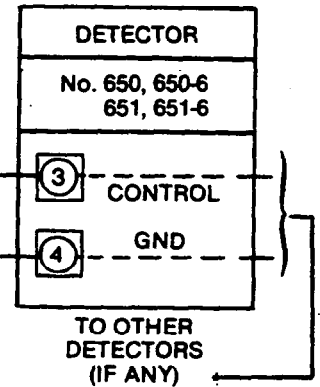 DETECTOR
No. 650, 650-6
651, 651-6
3
CONTROL
4
GND
TO OTHER
DETECTORS
(IF ANY)